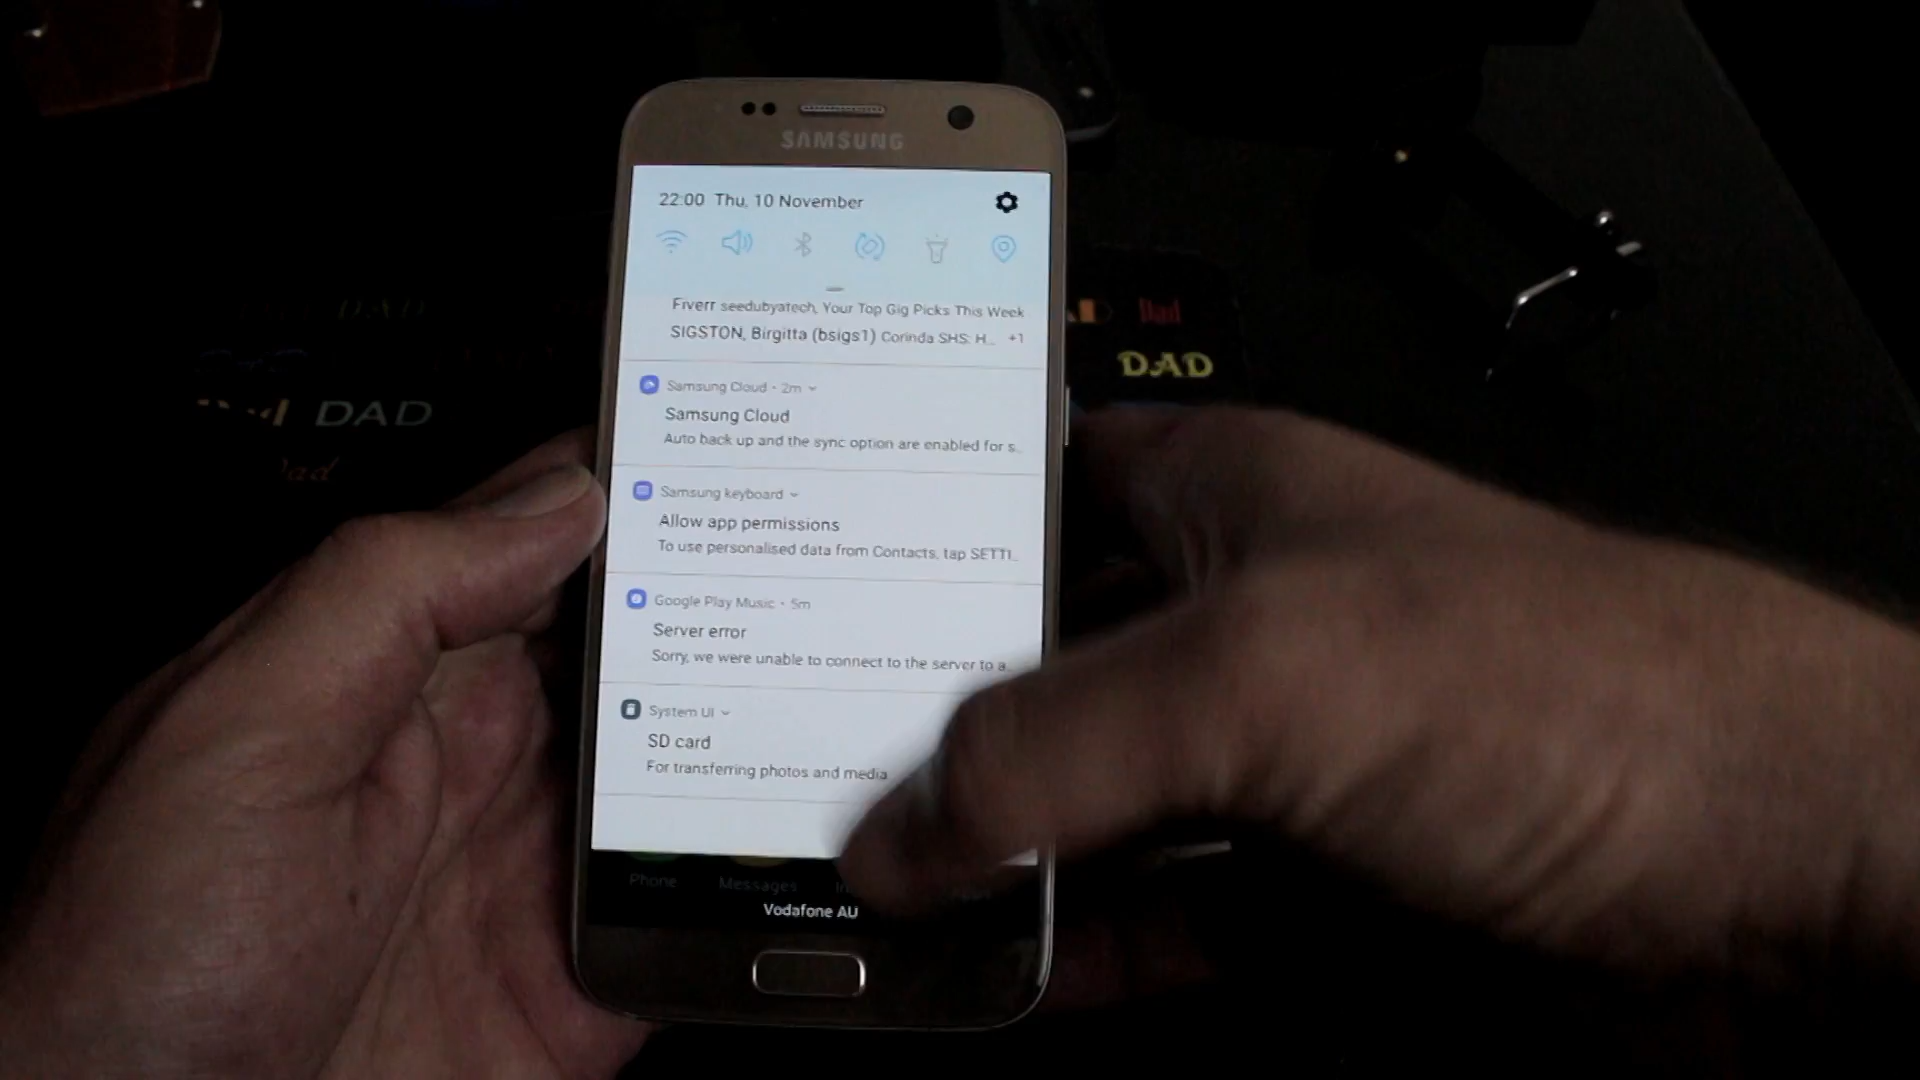 SAMSUNG
22:00 Thu, 10 November
Fiverr seedubyatech, Your Top Gig Picks This Week
SIGSTON, Birgitta (bsigs1) Corinda SHS: H... +1
Samsung Cloud • 2m
Samsung Cloud
Auto back up and the sync option are enabled for s...
Samsung keyboard
Allow app permissions
To use personalised data from Contacts, tap SETTI...
Google Play Music • 5m
Server error
Sorry, we were unable to connect to the server to a...
System UI
SD card
For transferring photos and media
Phone Messages
Vodafone AU
DAD
Dad
DAD
DAD